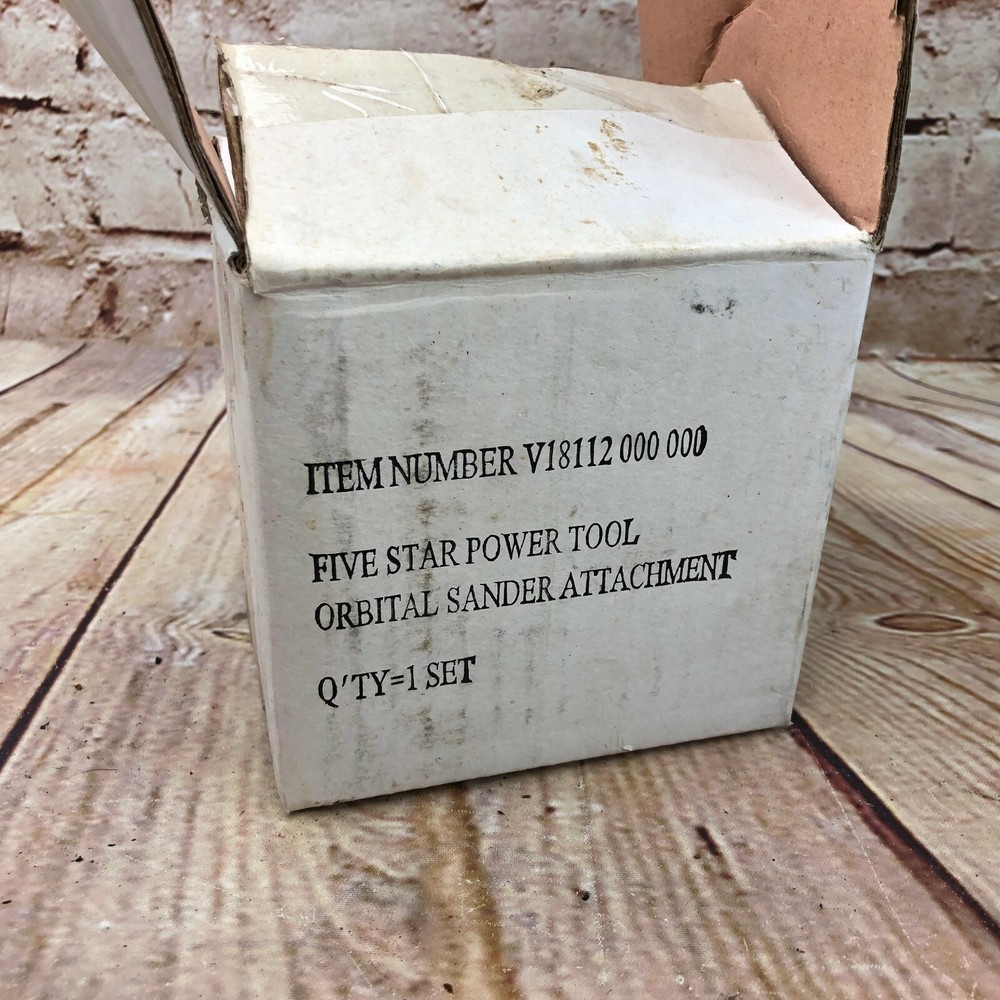 ITEM NUMBER V18112 000 000
FIVE STAR POWER TOOL
ORBITAL SANDER ATTACHMENT
Q'TY=1 SET